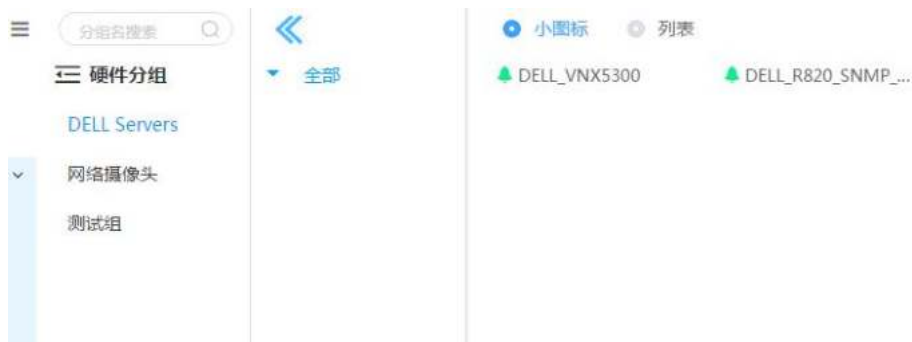 分组名搜索
硬件分组
DELL Servers
网络摄像头
测试组
全部
小图标 列表
DELL_VNX5300 DELL_R820_SNMP_...